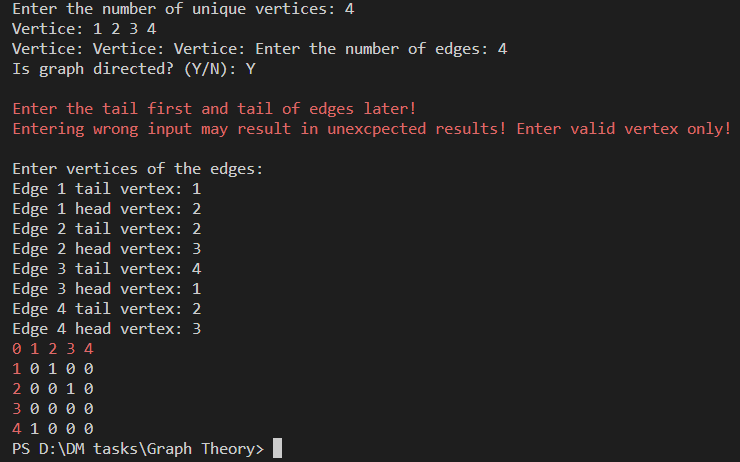 Enter the number of unique vertices: 4
Vertice: 1 2 3 4
Vertice: Vertice: Vertice: Enter the number of edges: 4
Is graph directed? (Y/N): Y
Enter the tail first and tail of edges later!
Entering wrong input may result in unexcpected results! Enter valid vertex only!
Enter vertices of the edges:
Edge 1 tail vertex: 1
Edge 1 head vertex: 2
Edge 2 tail vertex: 2
Edge 2 head vertex: 3
Edge 3 tail vertex: 4
Edge 3 head vertex: 1
Edge 4 tail vertex: 2
Edge 4 head vertex: 3
0 1 2 3 4
1 0 1 0 0
2 0 0 1 0
3 0 0 0 0
4 1 0 0 0
PS D:\DM tasks\Graph Theory>